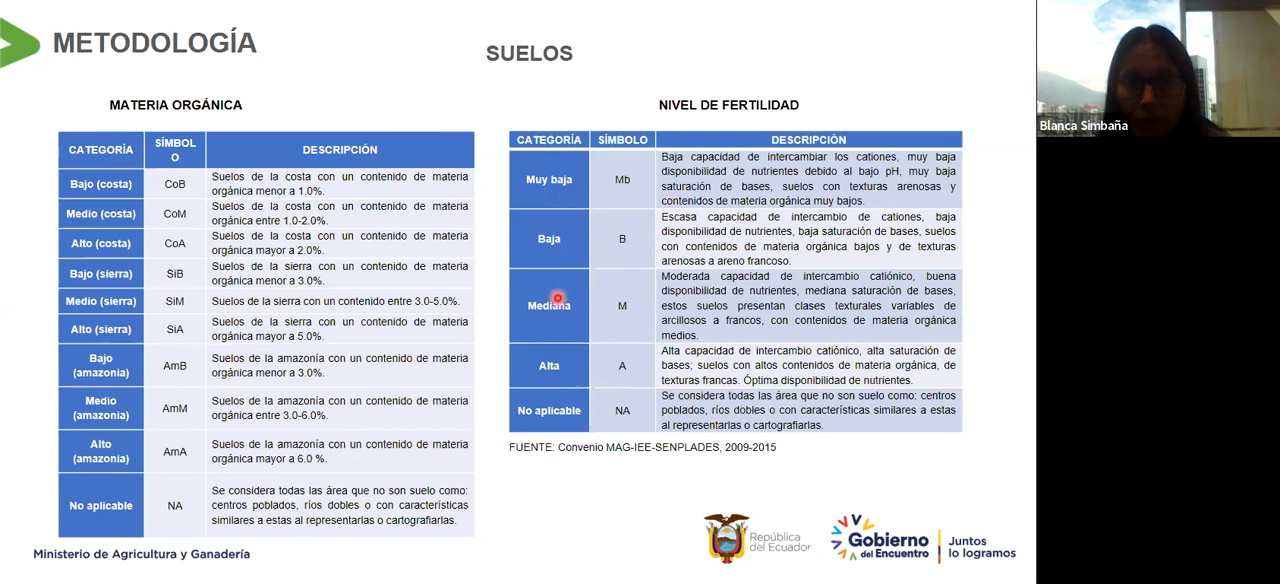 METODOLOGÍA
SUELOS
MATERIA ORGÁNICA
CATEGORÍA SÍMBOL DESCRIPCIÓN
O
Bajo (costa) CoB Suelos de la costa con un contenido de materia
orgánica menor a 1.0%.
Medio (costa) CoM Suelos de la costa con un contenido de materia
orgánica entre 1.0-2.0%.
Alto (costa) CoA Suelos de la costa con un contenido de materia
orgánica mayor a 2.0%.
Bajo (sierra) SiB Suelos de la sierra con un contenido de materia
orgánica menor a 3.0%.
Medio (sierra) SiM Suelos de la sierra con un contenido entre 3.0-5.0%.
Alto (sierra) SiA Suelos de la sierra con un contenido de materia
orgánica mayor a 5.0%.
Bajo
(amazonia) AmB Suelos de la amazonía con un contenido de materia
orgánica menor a 3.0%.
Medio
(amazonia) AmM Suelos de la amazonía con un contenido de materia
orgánica entre 3.0-6.0%.
Alto
(amazonia) AmA Suelos de la amazonía con un contenido de materia
orgánica mayor a 6.0 %.
No aplicable NA Se considera todas las área que no son suelo como:
centros poblados, ríos dobles o con características
similares a estas al representarlas o cartografiarlas.
NIVEL DE FERTILIDAD
CATEGORÍA SÍMBOLO DESCRIPCIÓN
Muy baja Mb Baja capacidad de intercambiar los cationes, muy baja
disponibilidad de nutrientes debido al bajo pH, muy baja
saturación de bases, suelos con texturas arenosas y
contenidos de materia orgánica muy bajos.
Baja B Escasa capacidad de intercambio de cationes, baja
disponibilidad de nutrientes, baja saturación de bases, suelos
con contenidos de materia orgánica bajos y de texturas
arenosas a areno francoso.
Mediana M Moderada capacidad de intercambio catiónico, buena
disponibilidad de nutrientes, mediana saturación de bases,
estos suelos presentan clases texturales variables de
arcillosos a francos, con contenidos de materia orgánica
medios.
Alta A Alta capacidad de intercambio catiónico, alta saturación de
bases; suelos con altos contenidos de materia orgánica, de
texturas francas. Óptima disponibilidad de nutrientes.
No aplicable NA Se considera todas las área que no son suelo como: centros
poblados, ríos dobles o con características similares a estas
al representarlas o cartografiarlas.
FUENTE: Convenio MAG-IEE-SENPLADES, 2009-2015
Ministerio de Agricultura y Ganadería
República
del Ecuador
Gobierno
del Encuentro
Juntos
lo logramos
Blanca Simbaña